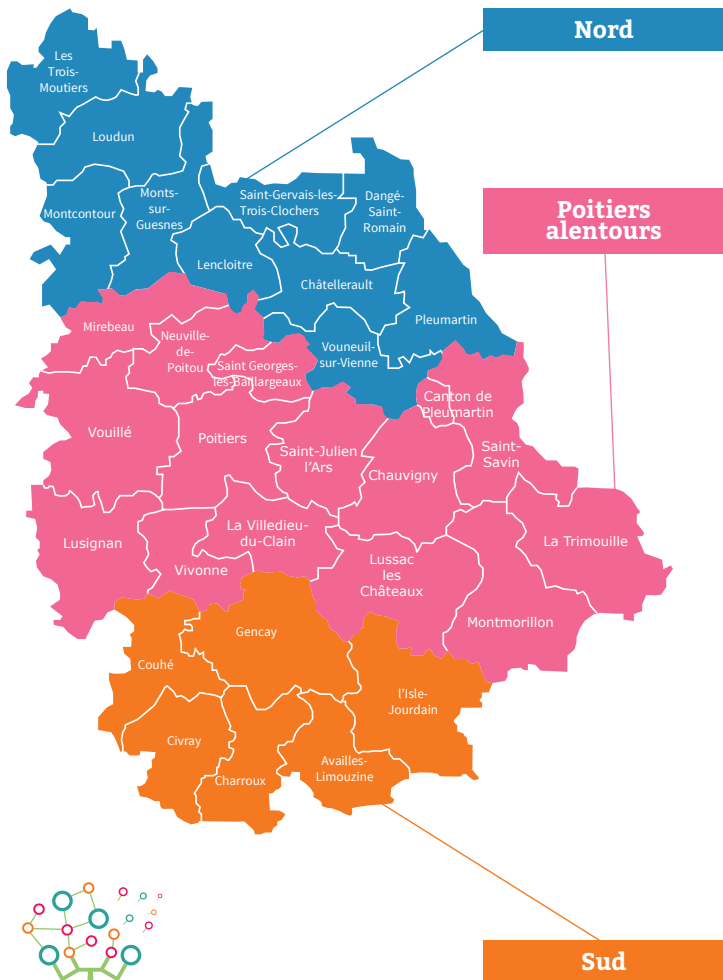 Nord
Les
Trois-
Moutiers
Loudun
Montcontour
Monts-
sur-
Guesnes
Saint-Gervais-les-
Trois-Clochers
Dangé-
Saint-
Romain
Poitiers
alentours
Lencloitre
Châtellerault
Pleumartin
Mirebeau
Neuville-
de-
Poitou
Vouneuil-
sur-Vienne
Saint Georges-
les-Baillargeaux
Canton de
Pleumartin
Vouillé
Poitiers
Saint-Julien
l'Ars
Chauvigny
Saint-
Savin
Lusignan
La Villedieu-
du-Clain
La Trimouille
Vivonne
Lussac
les
Châteaux
Montmorillon
Gencay
Couhé
l'Isle-
Jourdain
Civray
Charroux
Availles-
Limouzine
Sud